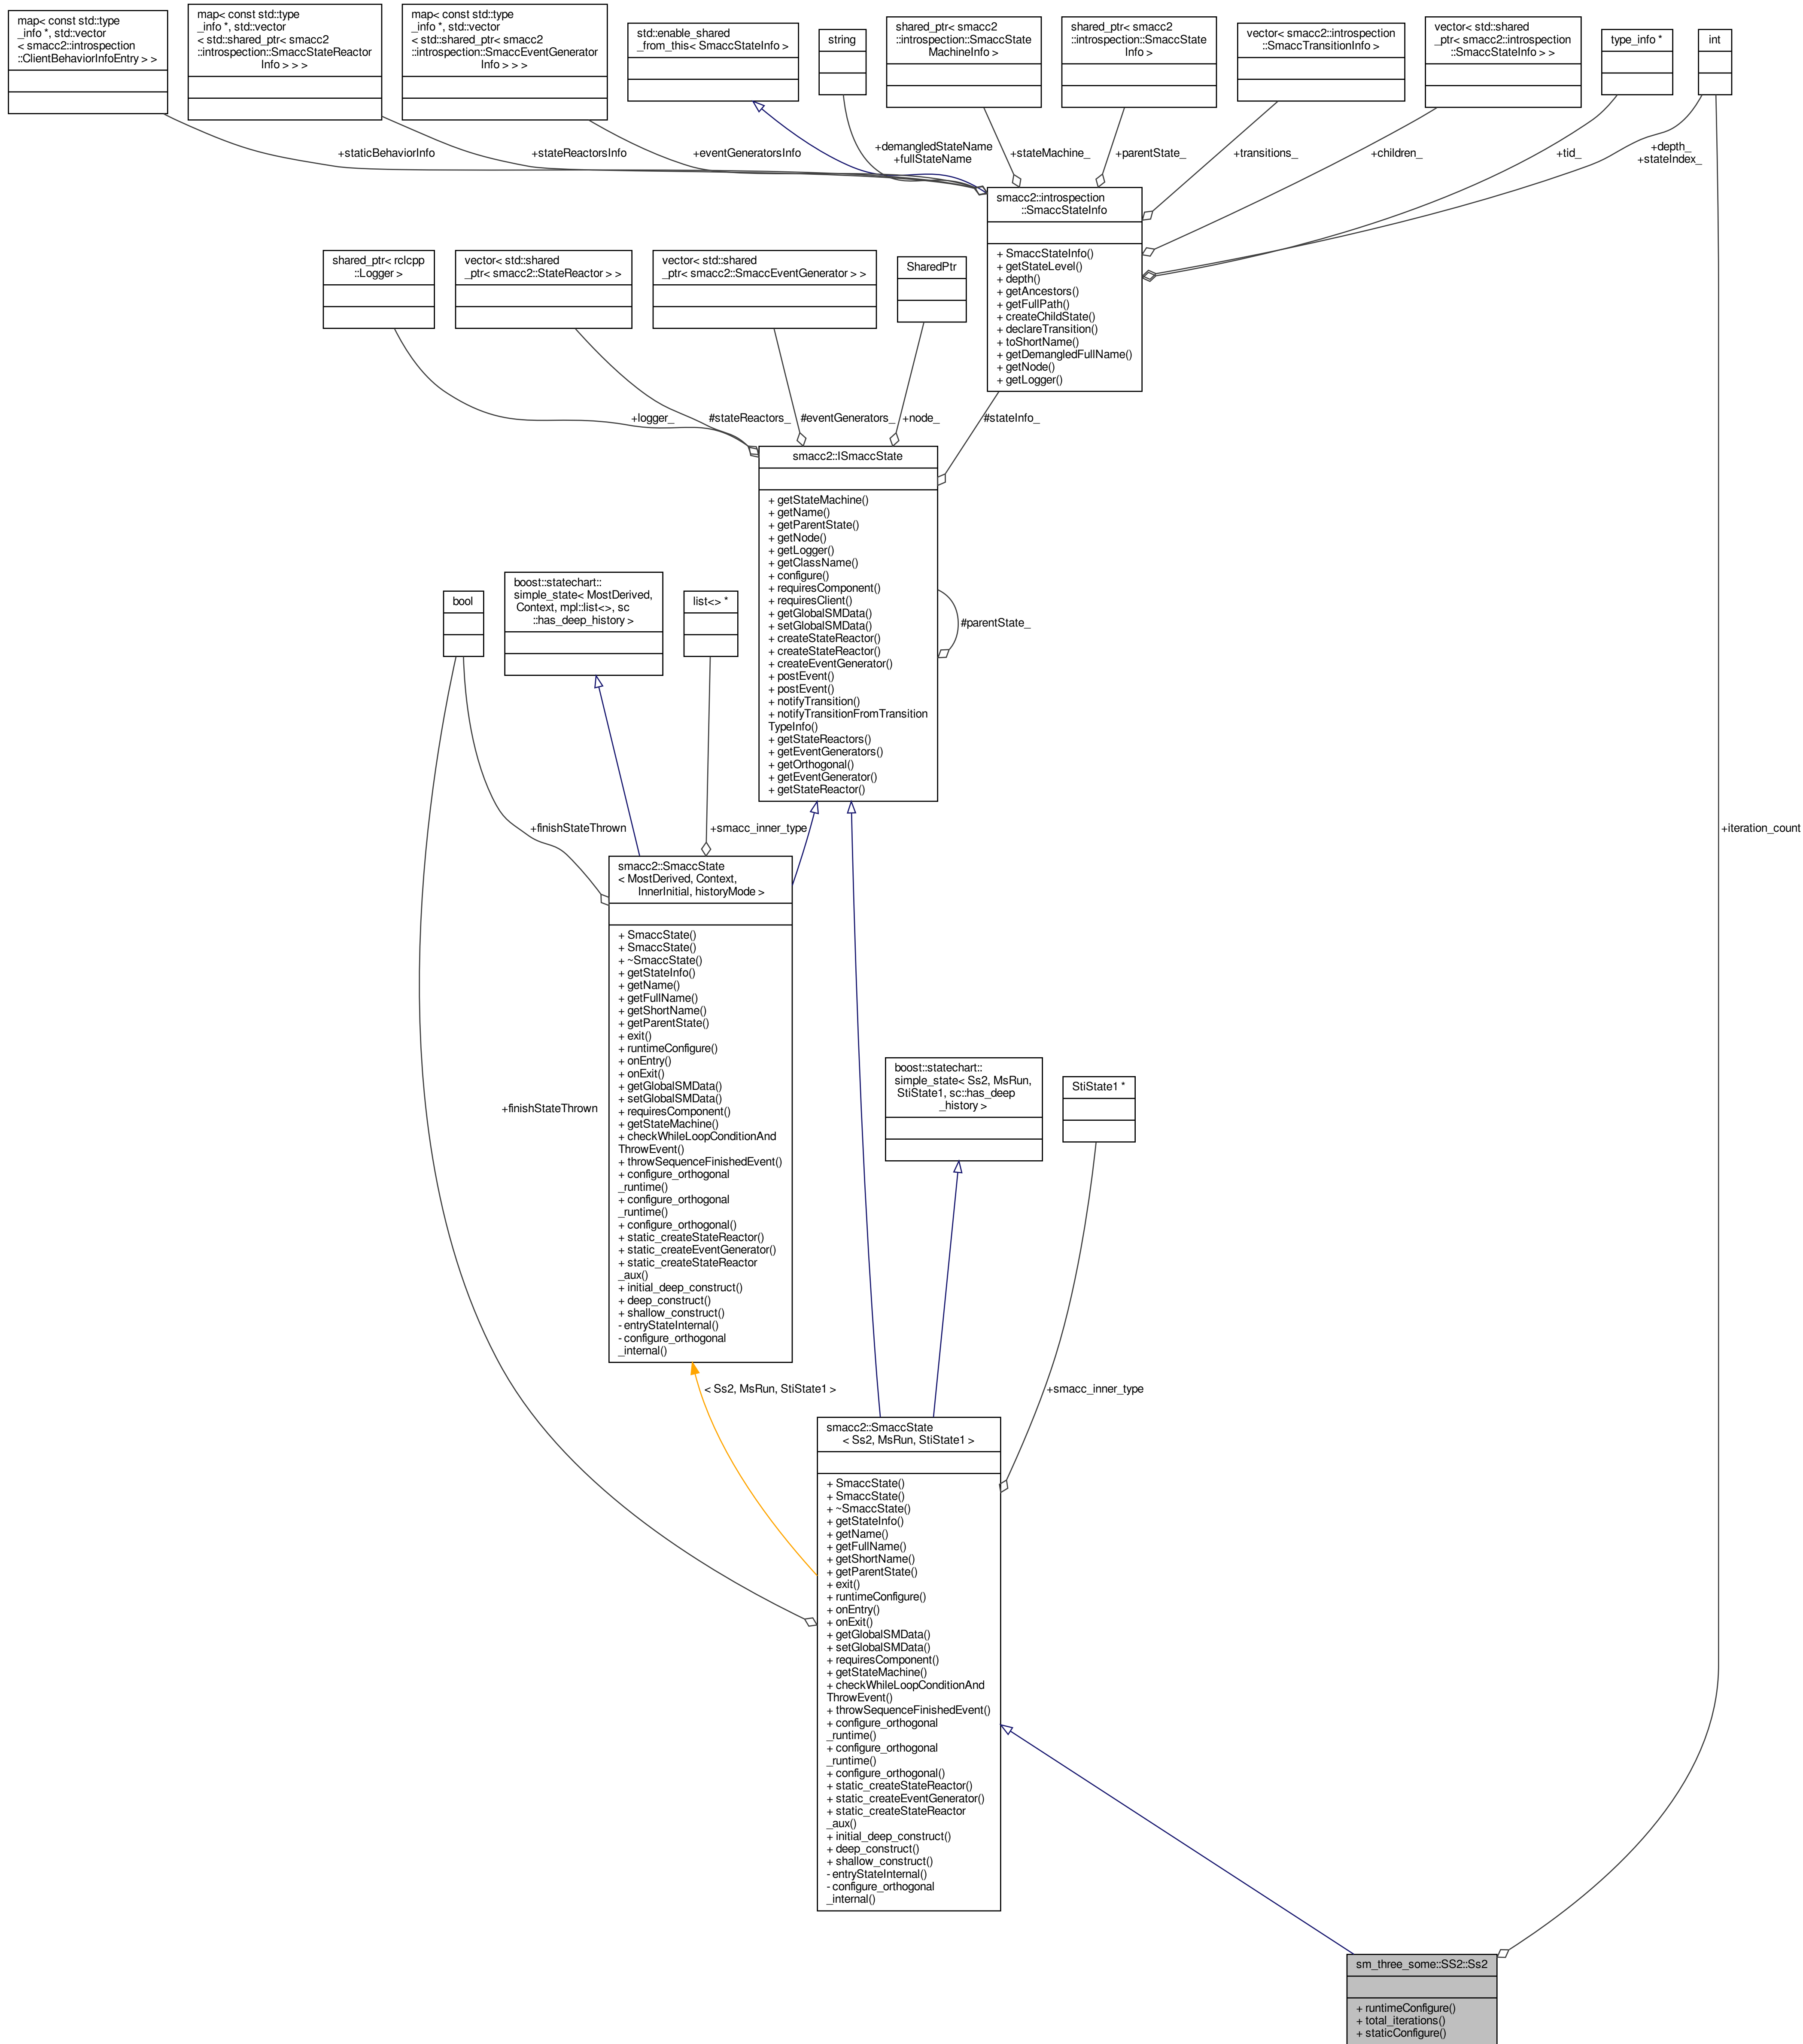 map< const std::type
_info *, std::vector
< smacc2::introspection
::ClientBehaviorInfoEntry > >
map< const std::type
_info *, std::vector
< std::shared_ptr< smacc2
::introspection::SmaccStateReactor
Info > > >
map< const std::type
_info *, std::vector
< std::shared_ptr< smacc2
::introspection::SmaccEventGenerator
Info > > >
std::enable_shared
_from_this< SmaccStateInfo >
string
shared_ptr< smacc2
::introspection::SmaccState
MachineInfo >
shared_ptr< smacc2
::introspection::SmaccState
Info >
vector< smacc2::introspection
::SmaccTransitionInfo >
vector< std::shared
_ptr< smacc2::introspection
::SmaccStateInfo > >
type_info *
int
+staticBehaviorInfo
+stateReactorsInfo
+eventGeneratorsInfo
+demangledStateName
+fullStateName
+stateMachine_
+parentState_
+transitions_
+children_
+tid_
+depth_
+stateIndex_
smacc2::introspection
::SmaccStateInfo
+ SmaccStateInfo()
+ getStateLevel()
+ depth()
+ getAncestors()
+ getFullPath()
+ createChildState()
+ declareTransition()
+ toShortName()
+ getDemangledFullName()
+ getNode()
+ getLogger()
shared_ptr< rclcpp
::Logger >
vector< std::shared
_ptr< smacc2::StateReactor > >
vector< std::shared
_ptr< smacc2::SmaccEventGenerator > >
SharedPtr
+logger_
#stateReactors_
#eventGenerators_
+node_
#stateInfo_
smacc2::ISmaccState
+ getStateMachine()
+ getName()
+ getParentState()
+ getNode()
+ getLogger()
+ getClassName()
+ configure()
+ requiresComponent()
+ requiresClient()
+ getGlobalSMData()
+ setGlobalSMData()
+ createStateReactor()
+ createStateReactor()
+ createEventGenerator()
+ postEvent()
+ postEvent()
+ notifyTransition()
+ notifyTransitionFromTransition
TypeInfo()
+ getStateReactors()
+ getEventGenerators()
+ getOrthogonal()
+ getEventGenerator()
+ getStateReactor()
#parentState_
bool
boost::statechart::
simple_state< MostDerived,
Context, mpl::list<>, sc
::has_deep_history >
list<> *
+finishStateThrown
+smacc_inner_type
+iteration_count
smacc2::SmaccState
< MostDerived, Context,
InnerInitial, historyMode >
+ SmaccState()
+ SmaccState()
+ ~SmaccState()
+ getStateInfo()
+ getName()
+ getFullName()
+ getShortName()
+ getParentState()
+ exit()
+ runtimeConfigure()
+ onEntry()
+ onExit()
+ getGlobalSMData()
+ setGlobalSMData()
+ requiresComponent()
+ getStateMachine()
+ checkWhileLoopConditionAnd
ThrowEvent()
+ throwSequenceFinishedEvent()
+ configure_orthogonal
_runtime()
+ configure_orthogonal
_runtime()
+ configure_orthogonal()
+ static_createStateReactor()
+ static_createEventGenerator()
+ static_createStateReactor
_aux()
+ initial_deep_construct()
+ deep_construct()
+ shallow_construct()
- entryStateInternal()
- configure_orthogonal
_internal()
+finishStateThrown
boost::statechart::
simple_state< Ss2, MsRun,
StiState1, sc::has_deep
_history >
StiState1 *
< Ss2, MsRun, StiState1 >
+smacc_inner_type
smacc2::SmaccState
< Ss2, MsRun, StiState1 >
+ SmaccState()
+ SmaccState()
+ ~SmaccState()
+ getStateInfo()
+ getName()
+ getFullName()
+ getShortName()
+ getParentState()
+ exit()
+ runtimeConfigure()
+ onEntry()
+ onExit()
+ getGlobalSMData()
+ setGlobalSMData()
+ requiresComponent()
+ getStateMachine()
+ checkWhileLoopConditionAnd
ThrowEvent()
+ throwSequenceFinishedEvent()
+ configure_orthogonal
_runtime()
+ configure_orthogonal
_runtime()
+ configure_orthogonal()
+ static_createStateReactor()
+ static_createEventGenerator()
+ static_createStateReactor
_aux()
+ initial_deep_construct()
+ deep_construct()
+ shallow_construct()
- entryStateInternal()
- configure_orthogonal
_internal()
sm_three_some::SS2::Ss2
+ runtimeConfigure()
+ total_iterations()
+ staticConfigure()